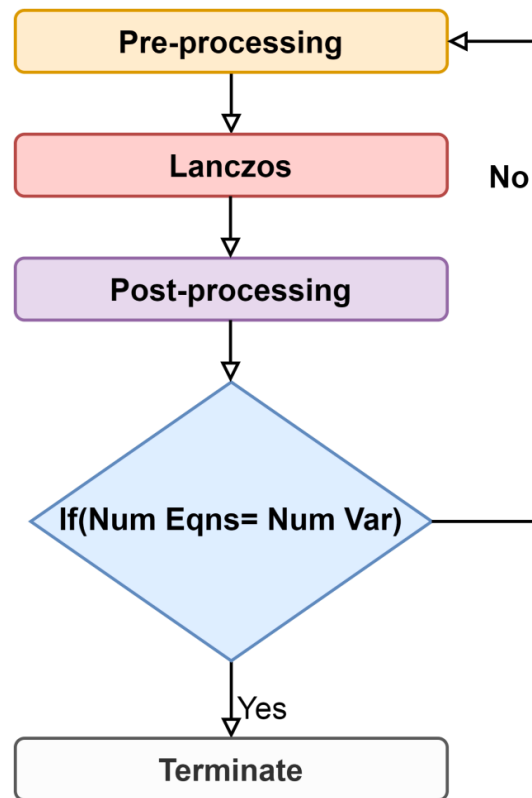 Pre-processing
Lanczos
No
Post-processing
If(Num Eqns= Num Var)
Yes
Terminate